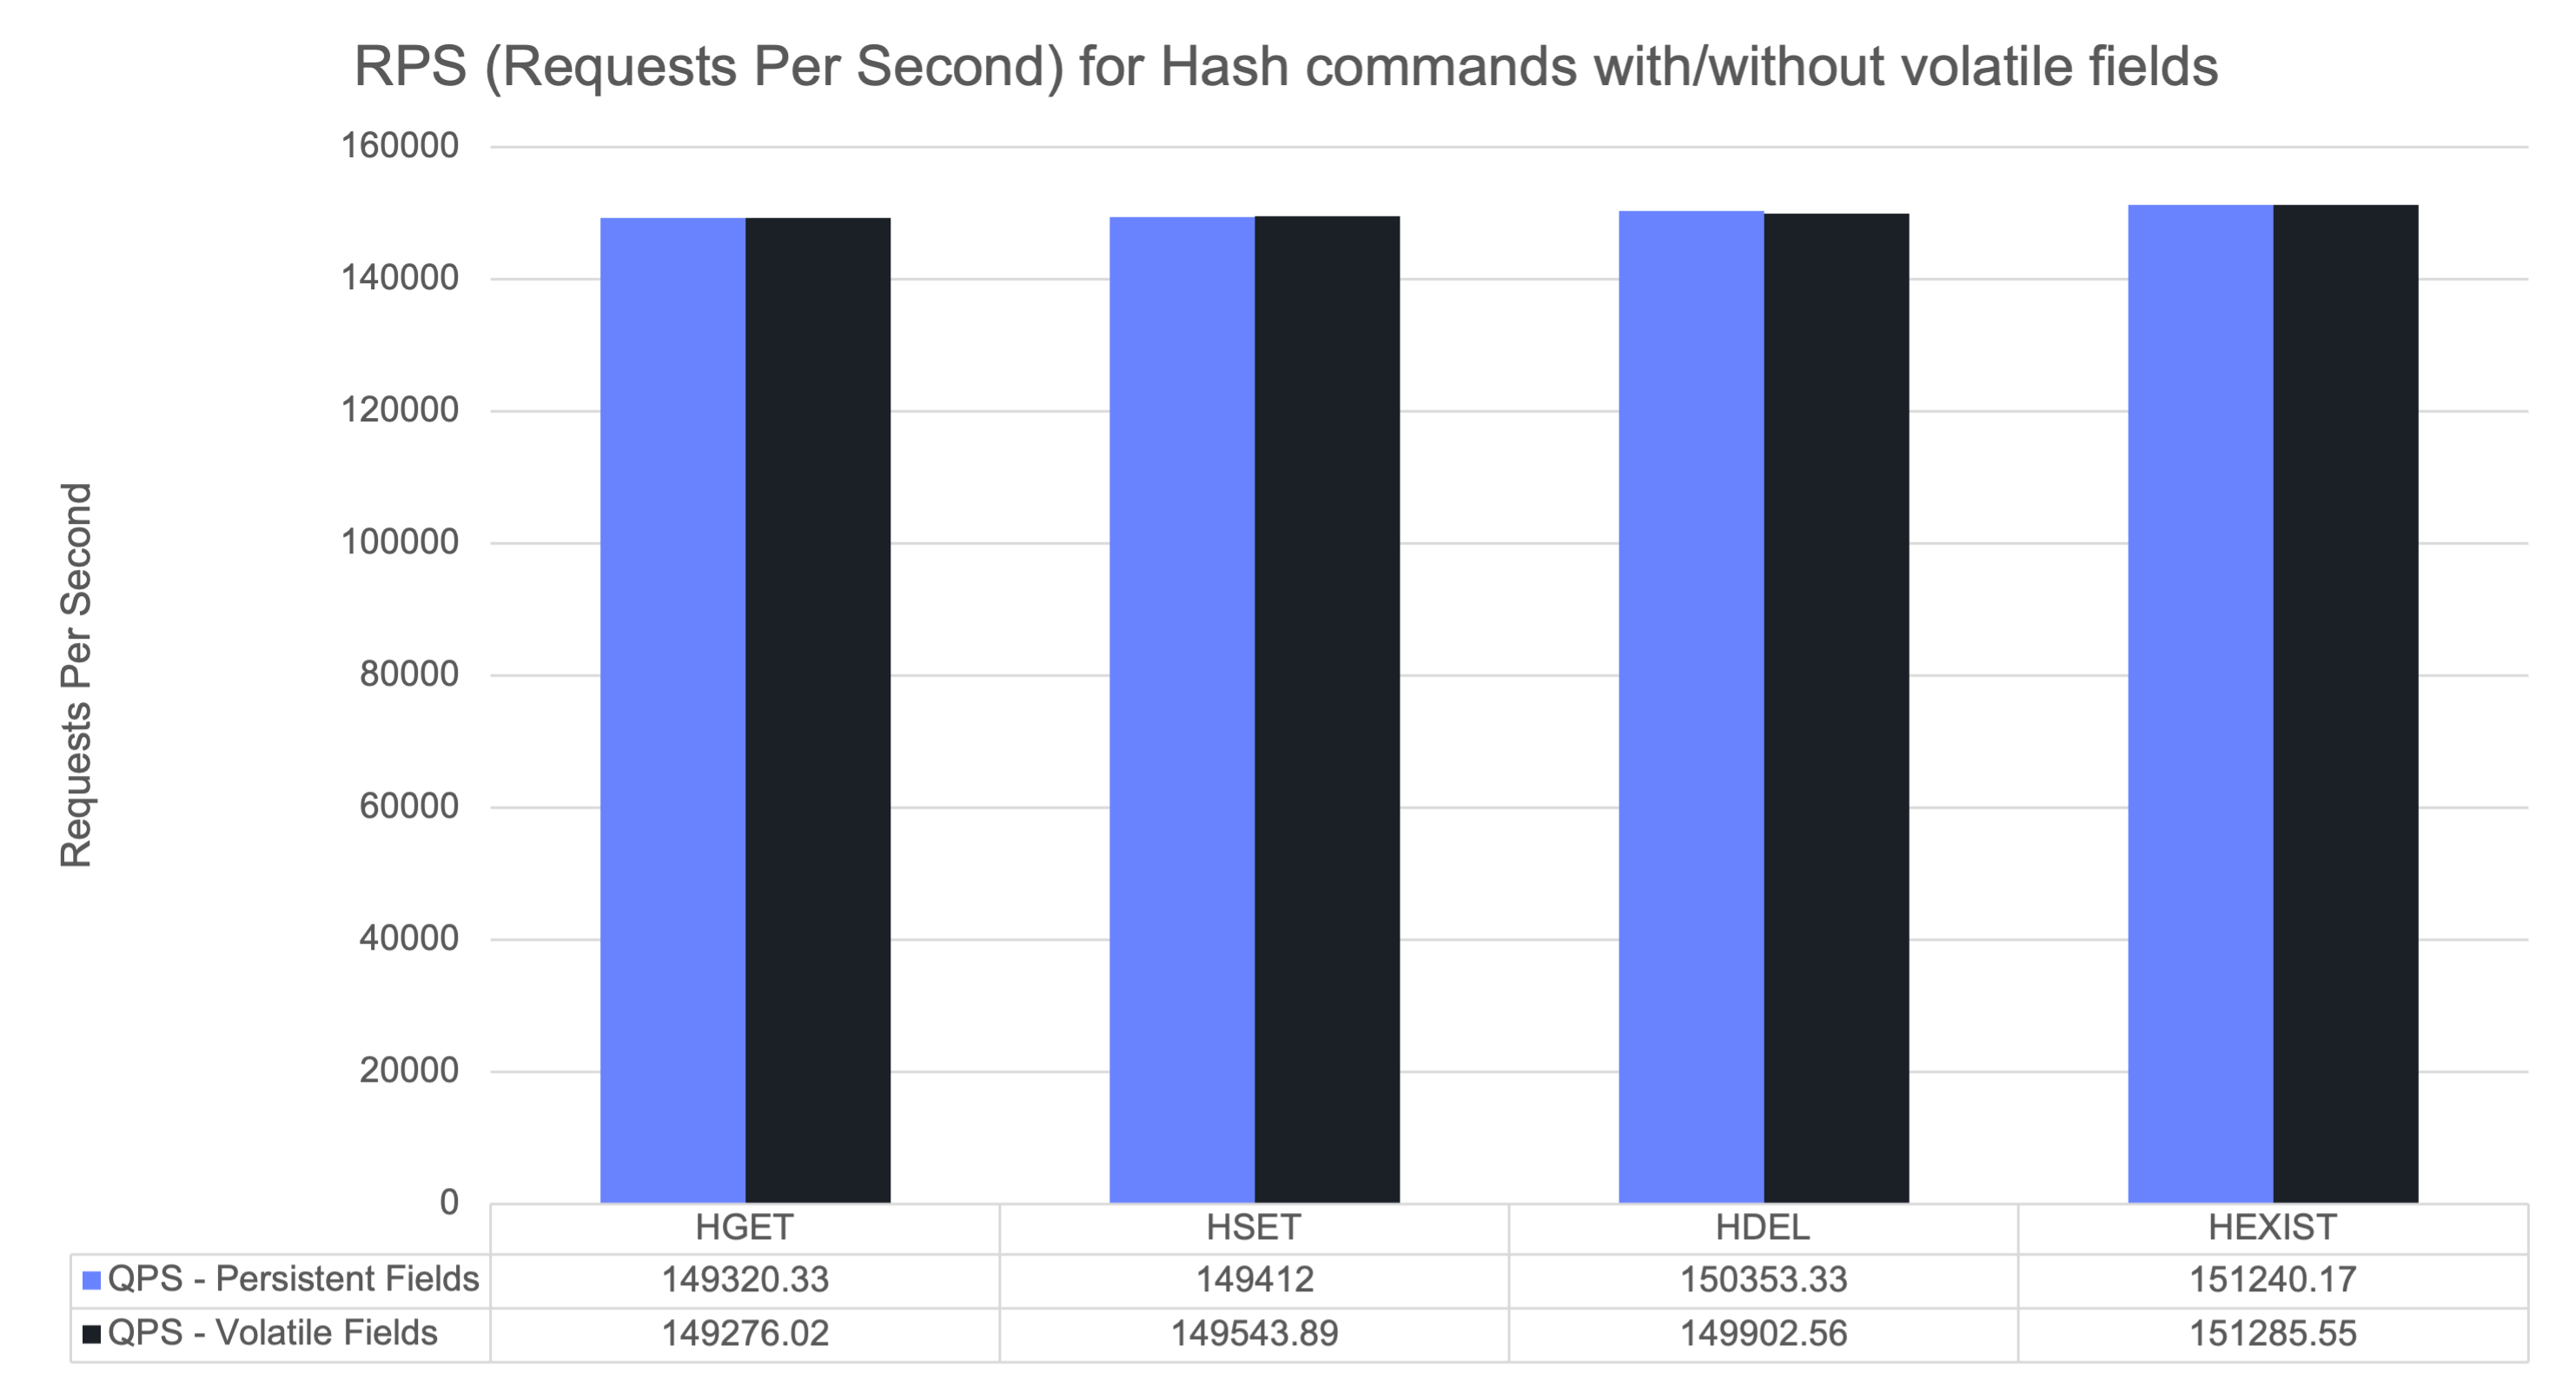 RPS (Requests Per Second) for Hash commands with/without volatile fields
160000
140000
120000
100000
80000
60000
40000
20000
0
Requests Per Second
HGET HSET HDEL HEXIST
QPS - Persistent Fields 149320.33 149412 150353.33 151240.17
QPS - Volatile Fields 149276.02 149543.89 149902.56 151285.55